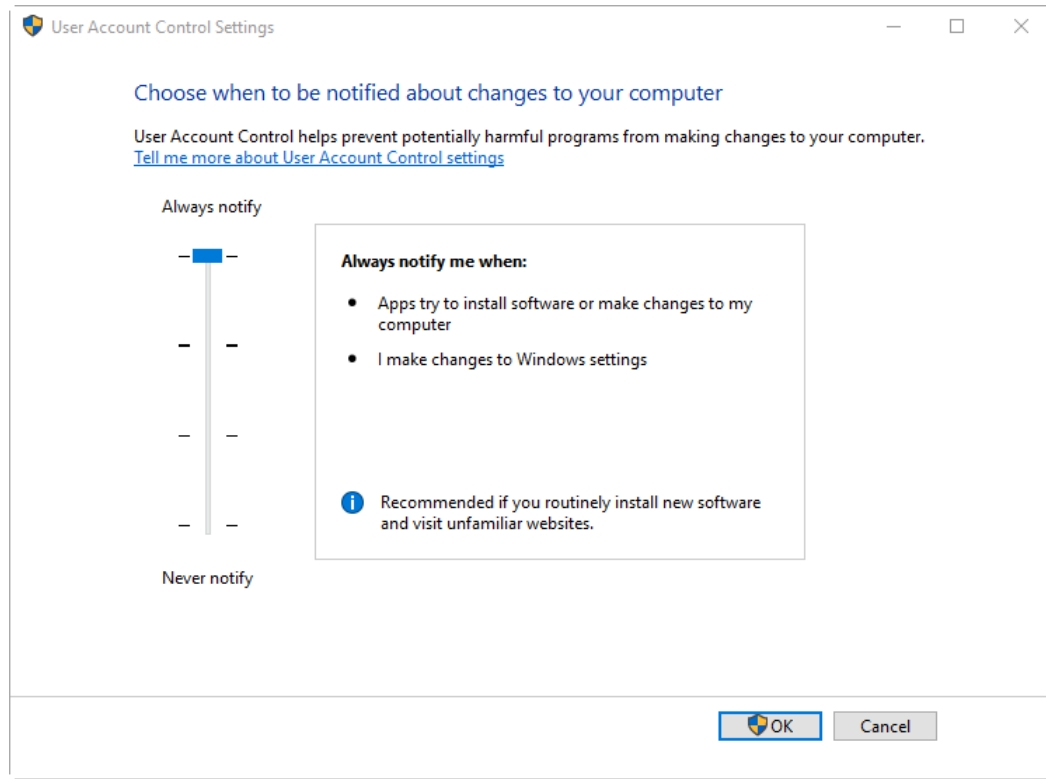 User Account Control Settings
Choose when to be notified about changes to your computer
User Account Control helps prevent potentially harmful programs from making changes to your computer.
Tell me more about User Account Control settings
Always notify
Always notify me when:
Apps try to install software or make changes to my
computer
I make changes to Windows settings
Recommended if you routinely install new software
and visit unfamiliar websites.
Never notify
OK
Cancel